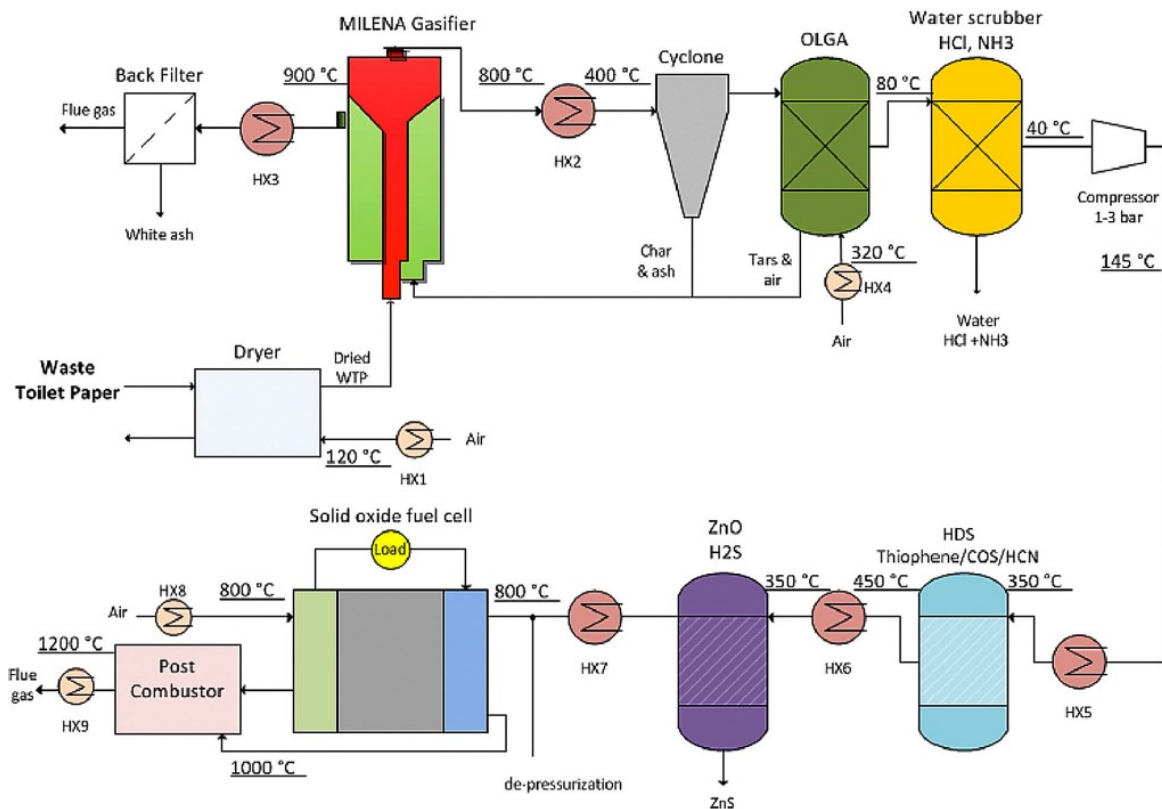 MILENA Gasifier
Water scrubber
HCl, NH3
OLGA
Cyclone
Back Filter
900 °C
800 °C
400 °C
80 °C
Flue gas
40 °C
HX3
HX2
Compressor
1-3 bar
White ash
Char
& ash
Tars &
air
320 °C
145 °C
HX4
Air
Water
HCl +NH3
Dryer
Dried
WTP
Waste
Toilet Paper
Air
120 °C
HX1
Solid oxide fuel cell
Load
ZnO
H2S
HDS
Thiophene/COS/HCN
HX8
800 °C
800 °C
350 °C
450 °C
350 °C
Air
1200 °C
Flue
gas
Post
Combustor
HX7
HX6
HX5
HX9
1000 °C
de-pressurization
ZnS